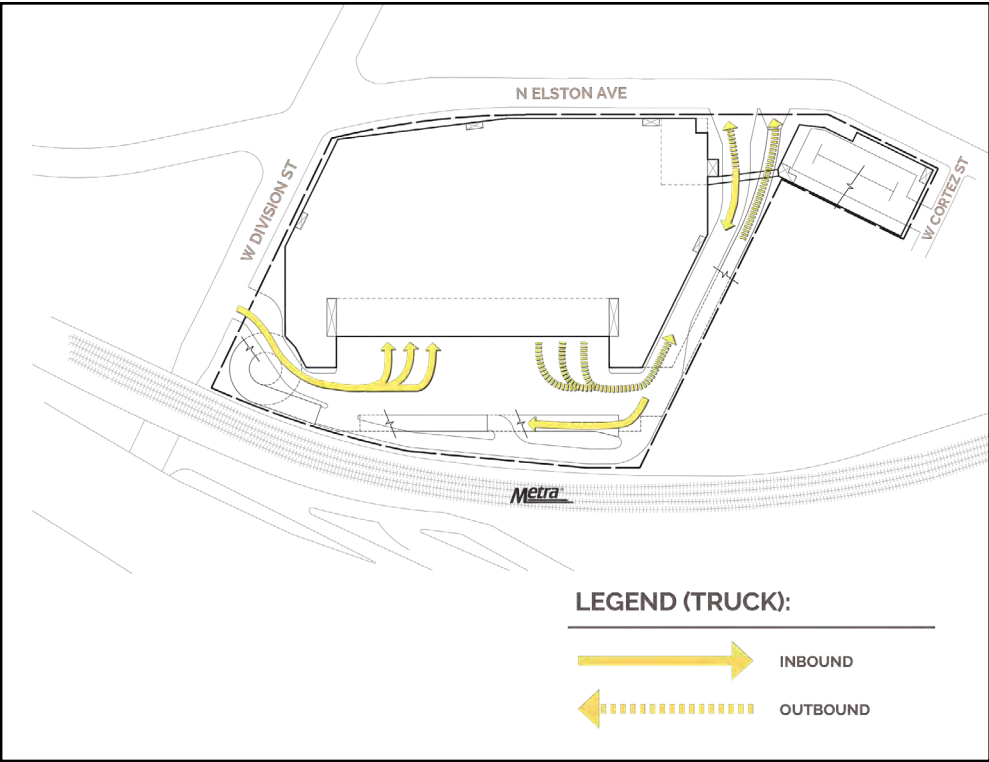 N ELSTON AVE
W DIVISION ST
W CORTEZ ST
Metra
LEGEND (TRUCK):
INBOUND
OUTBOUND